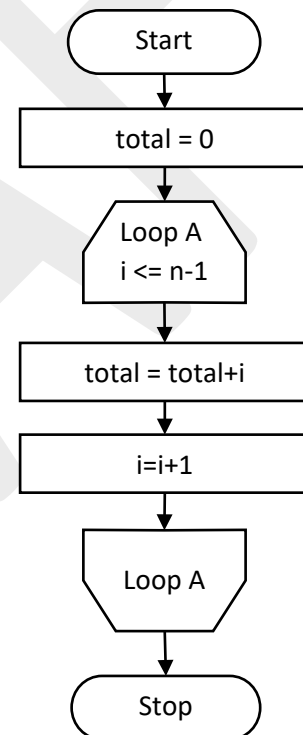 Start
total = 0
Loop A
i <= n-1
total = total+i
i=i+1
Loop A
Stop